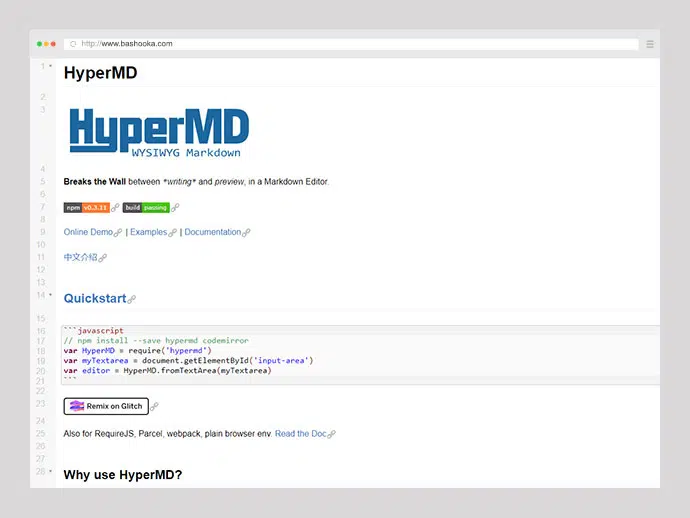 http://www.bashooka.com
1 HyperMD
2
3 HyperMD
WYSIWYG Markdown
4
5 Breaks the Wall between *writing* and preview, in a Markdown Editor.
6
7 npm v0.3.11 build passing
8
9 Online Demo | Examples | Documentation
10
11 中文介绍
12
13
14 Quickstart
15
16 ```javascript
17 // npm install --save hypermd codemirror
18 var HyperMD = require('hypermd')
19 var myTextarea = document.getElementById('input-area')
20 var editor = HyperMD.fromTextArea(myTextarea)
21 ```
22
23 Remix on Glitch
24
25 Also for RequireJS, Parcel, webpack, plain browser env. Read the Doc
26
27
28 Why use HyperMD?